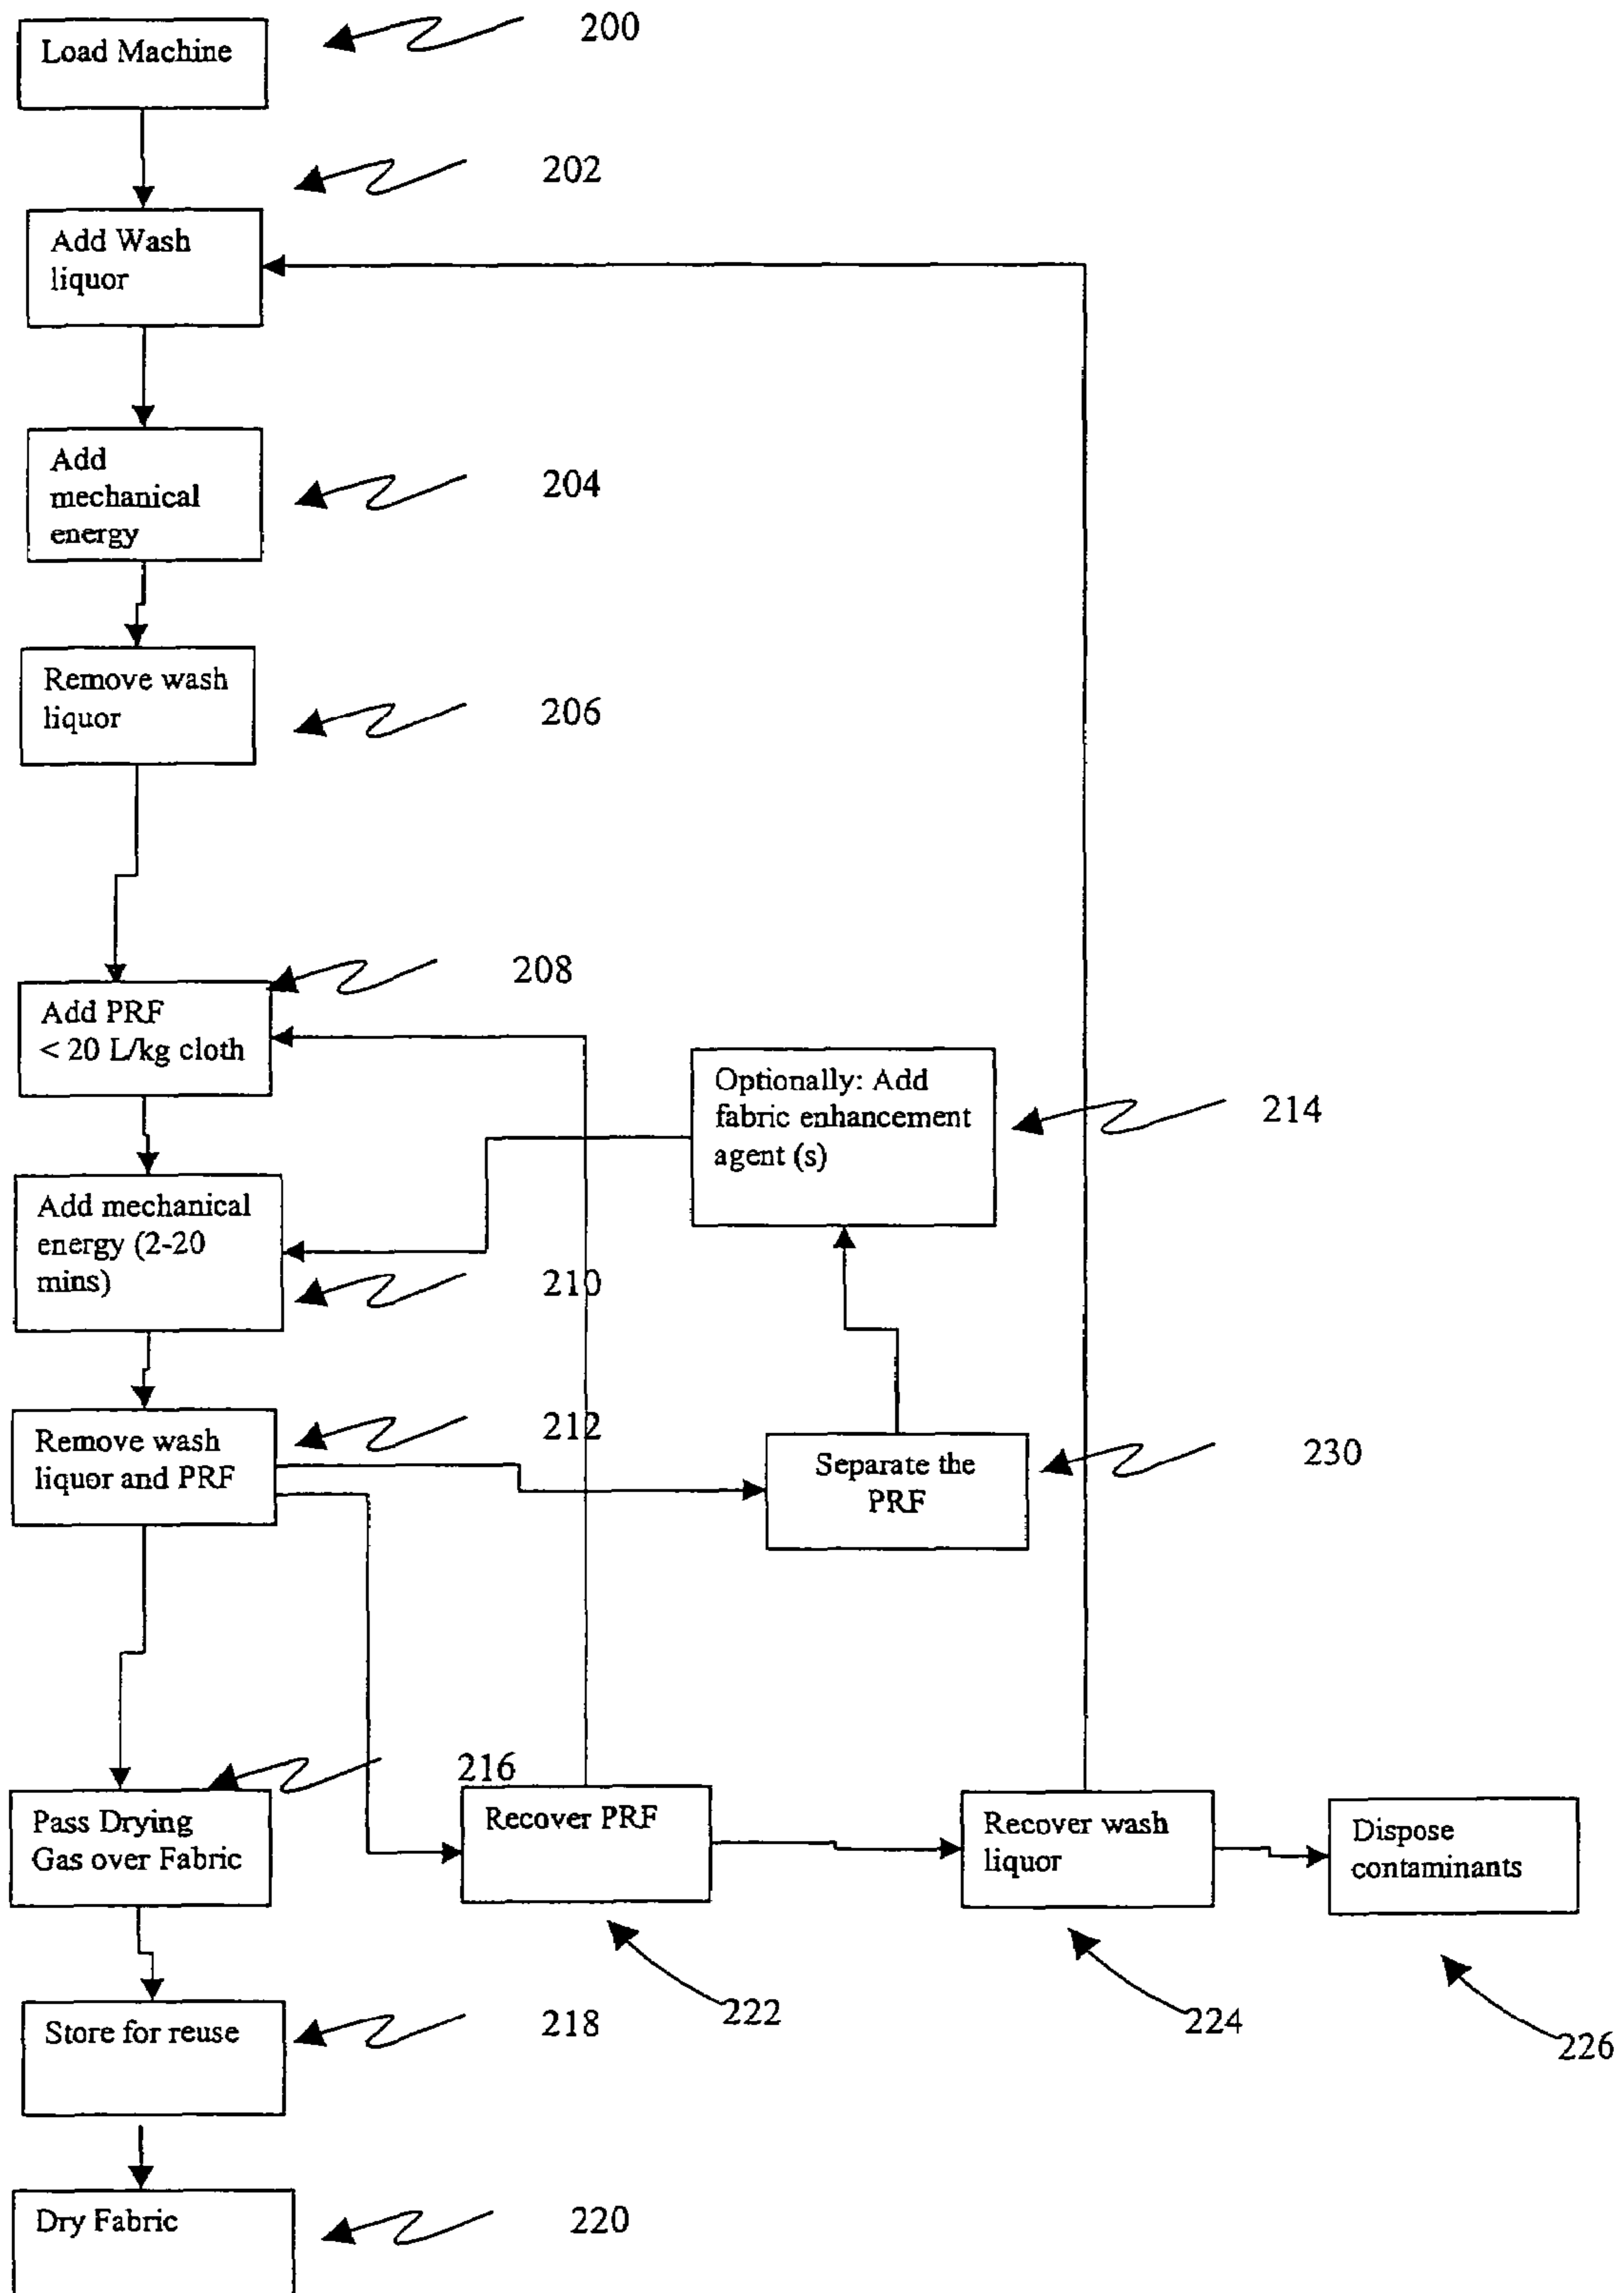 Load Machine
200
202
Add Wash
liquor
Add
mechanical
energy
204
Remove wash
liquor
206
208
Add PRF
< 20 L/kg cloth
Optionally: Add
fabric enhancement
agent (s)
214
Add mechanical
energy (2-20
mins)
210
Remove wash
liquor and PRF
212
Separate the
PRF
230
216
Pass Drying
Gas over Fabric
Recover PRF
Recover wash
liquor
Dispose
contaminants
222
224
226
Store for reuse
218
Dry Fabric
220